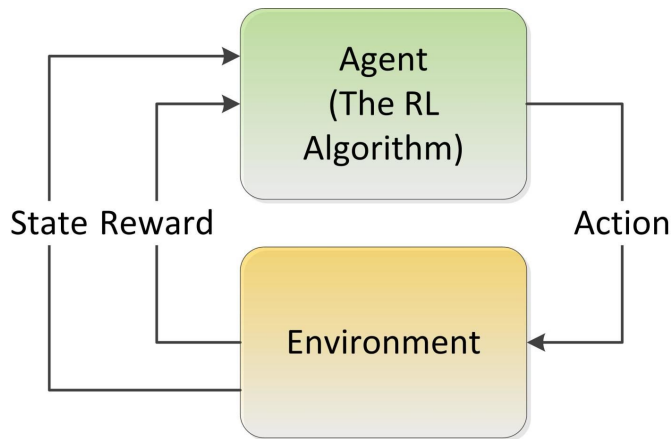 Agent
(The RL
Algorithm)
State Reward
Action
Environment